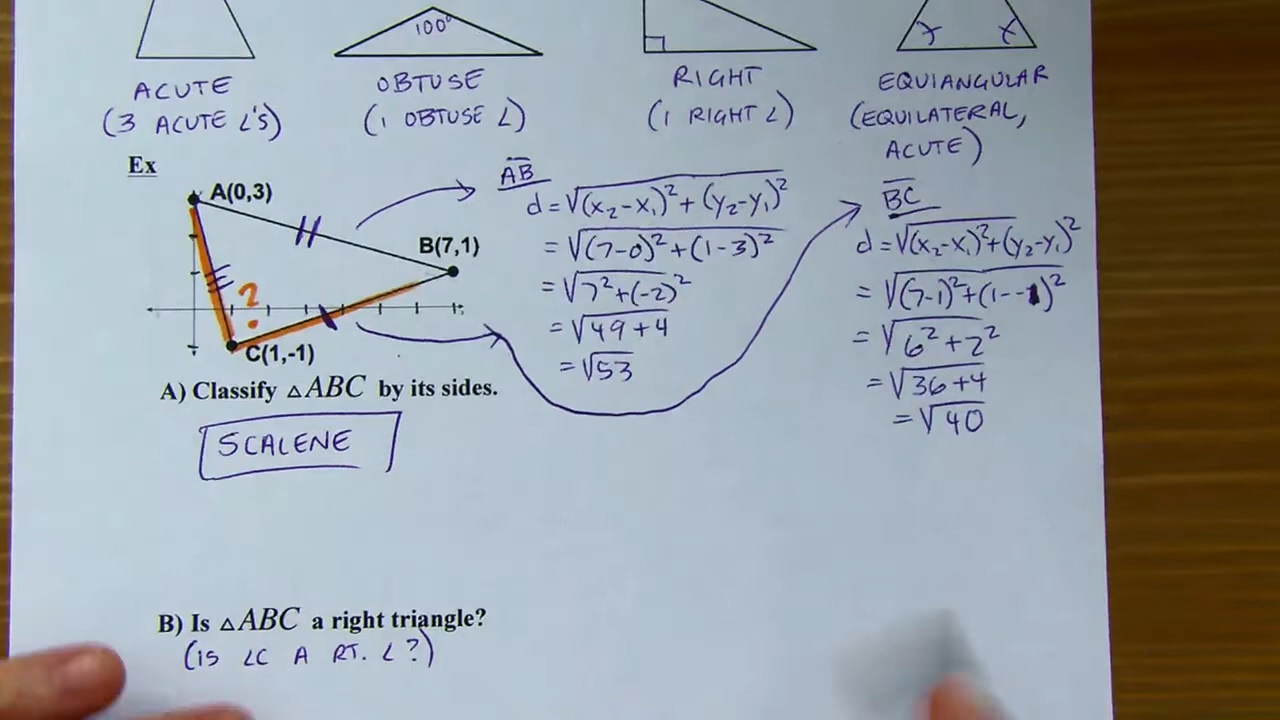 100°
ACUTE
(3 ACUTE ∠'S)
OBTUSE
(1 OBTUSE ∠)
RIGHT
(1 RIGHT ∠)
EQUIANGULAR
(EQUILATERAL,
ACUTE)
Ex
A(0,3)
B(7,1)
C(1,-1)
?
A) Classify △ABC by its sides.
SCALENE
AB
d = √(x₂-x₁)² + (y₂-y₁)²
= √(7-0)² + (1-3)²
= √7² + (-2)²
= √49 + 4
= √53
BC
d = √(x₂-x₁)² + (y₂-y₁)²
= √(7-1)² + (1--1)²
= √6² + 2²
= √36 + 4
= √40
B) Is △ABC a right triangle?
(IS ∠C A RT. ∠?)